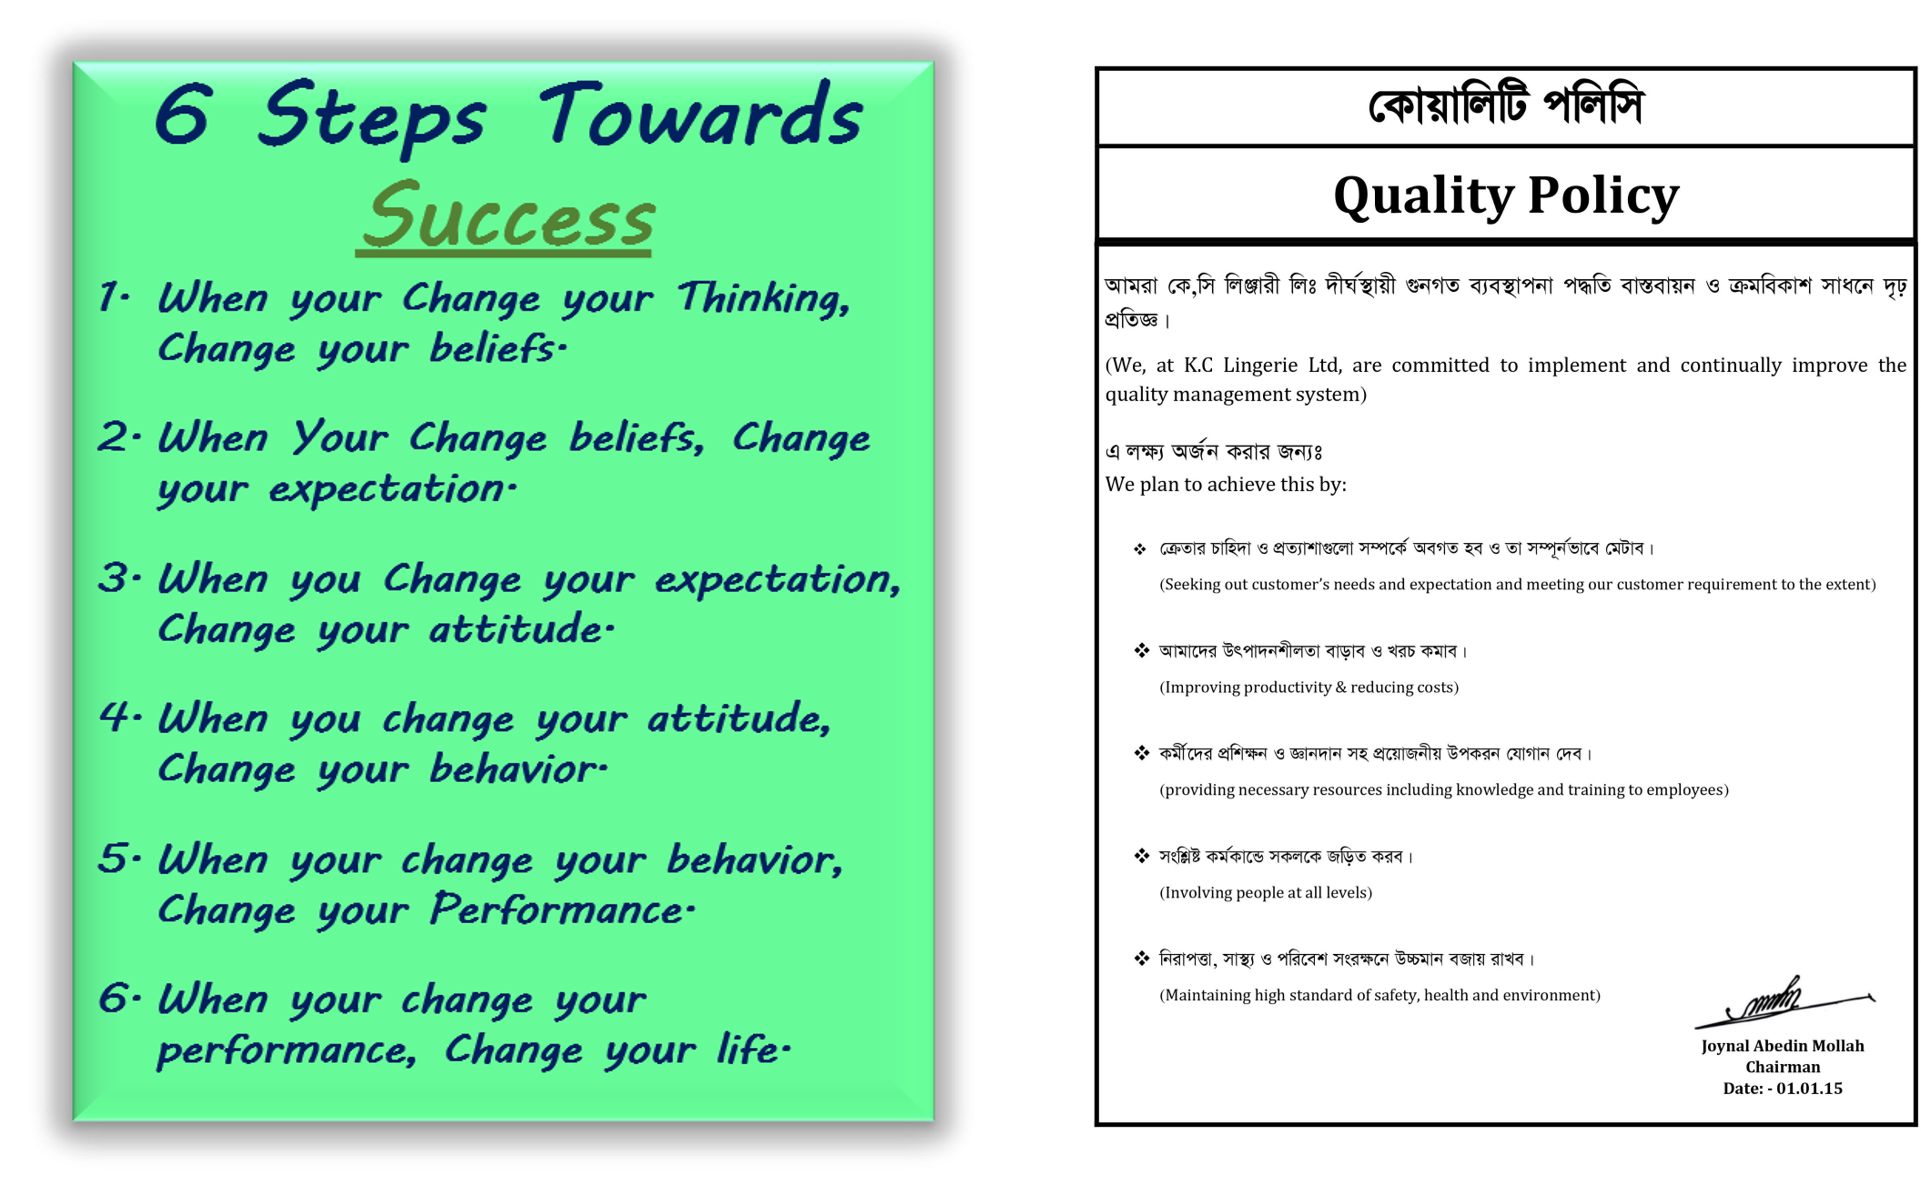 6 Steps Towards
Success
1. When your Change your Thinking,
Change your beliefs.
2. When Your Change beliefs, Change
your expectation.
3. When you Change your expectation,
Change your attitude.
4. When you change your attitude,
Change your behavior.
5. When your change your behavior,
Change your Performance.
6. When your change your
performance, Change your life.
কোয়ালিটি পলিসি
Quality Policy
আমরা কে,সি লিঞ্জারী লিঃ দীর্ঘস্থায়ী গুনগত ব্যবস্থাপনা পদ্ধতি বাস্তবায়ন ও ক্রমবিকাশ সাধনে দৃঢ়
প্রতিজ্ঞ।
(We, at K.C Lingerie Ltd, are committed to implement and continually improve the
quality management system)
এ লক্ষ্য অর্জন করার জন্যঃ
We plan to achieve this by:
❖ ক্রেতার চাহিদা ও প্রত্যাশাগুলো সম্পর্কে অবগত হব ও তা সম্পূর্নভাবে মেটাব।
(Seeking out customer’s needs and expectation and meeting our customer requirement to the extent)
❖ আমাদের উৎপাদনশীলতা বাড়াব ও খরচ কমাব।
(Improving productivity & reducing costs)
❖ কর্মীদের প্রশিক্ষন ও জ্ঞানদান সহ প্রয়োজনীয় উপকরন যোগান দেব।
(providing necessary resources including knowledge and training to employees)
❖ সংশ্লিষ্ট কর্মকান্ডে সকলকে জড়িত করব।
(Involving people at all levels)
❖ নিরাপত্তা, সাস্থ্য ও পরিবেশ সংরক্ষনে উচ্চমান বজায় রাখব।
(Maintaining high standard of safety, health and environment)
Joynal Abedin Mollah
Chairman
Date: - 01.01.15